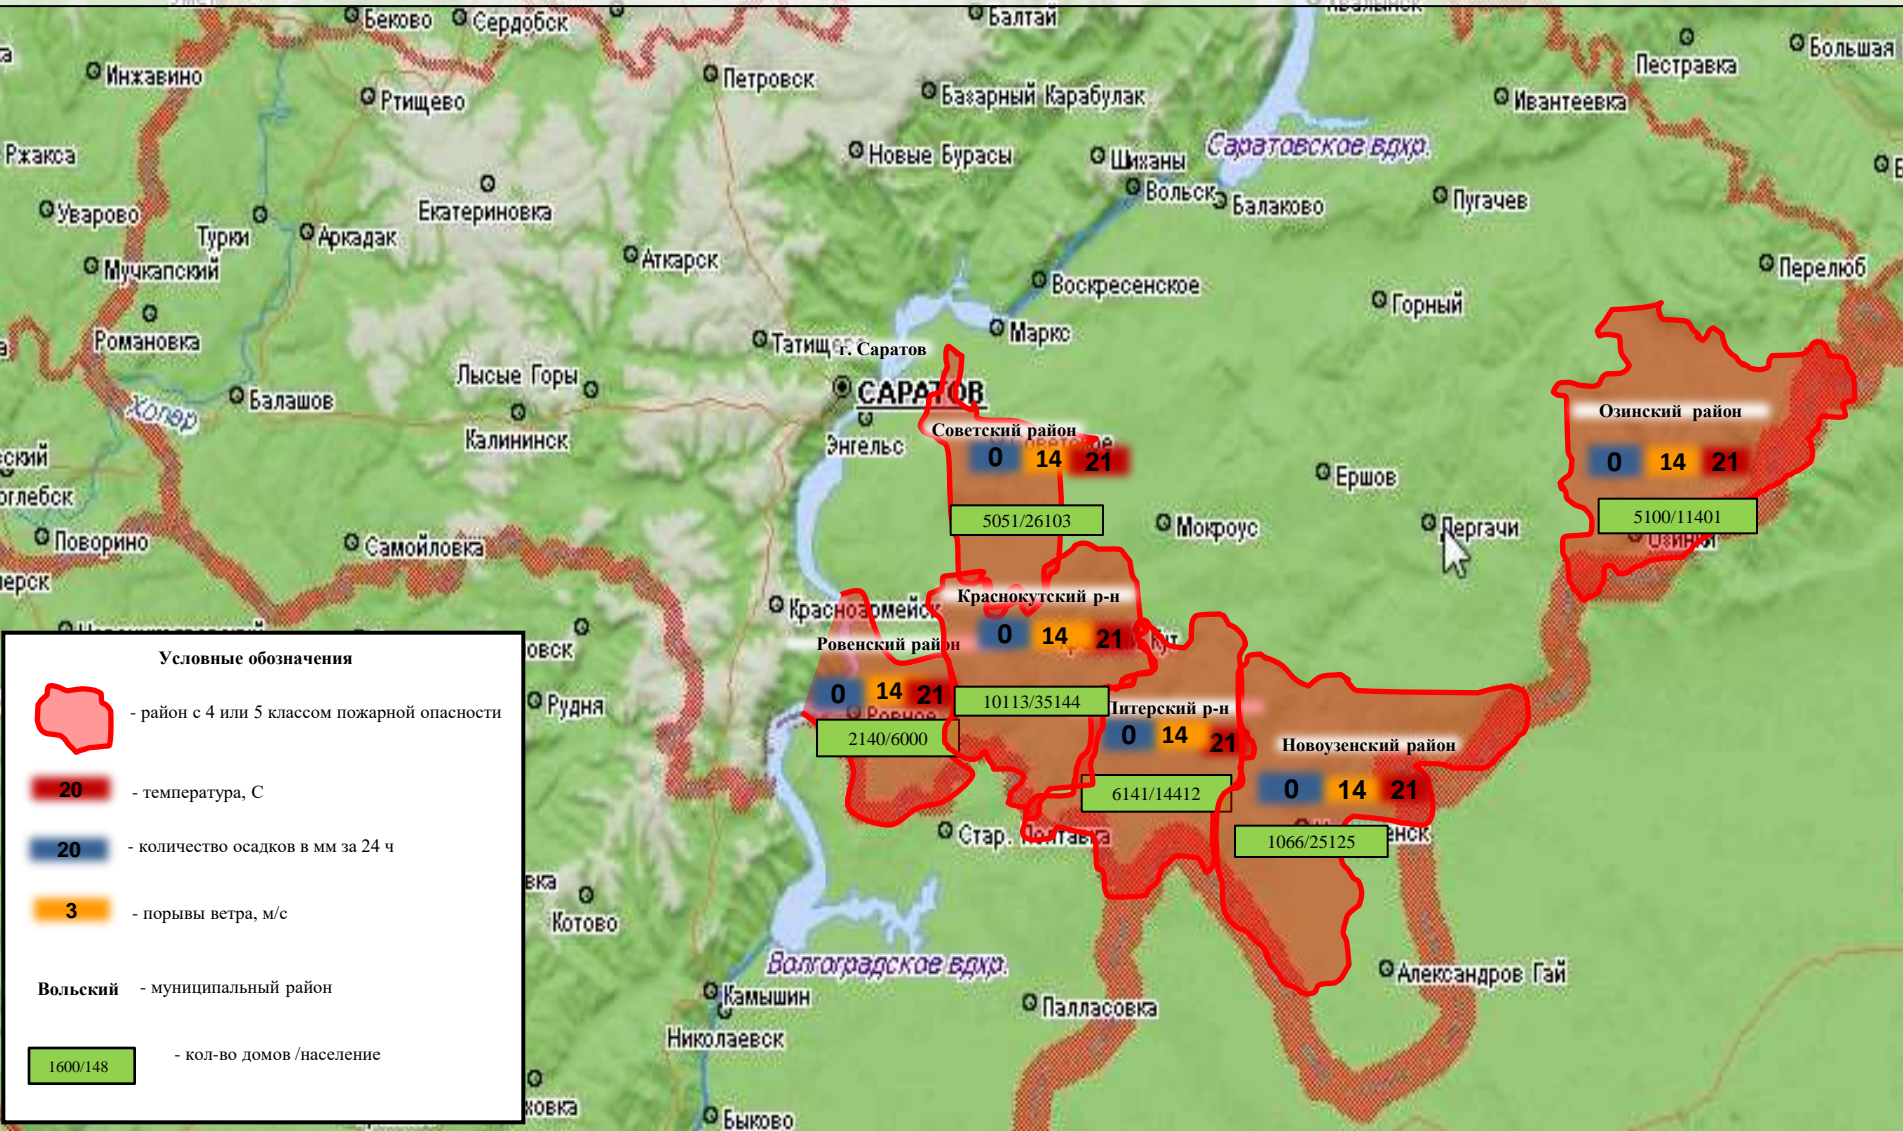 Беково
Сердобск
Балтай
Инжавино
Ртищево
Петровск
Базарный Карабулак
Пестравка
Большая
Ивантеевка
Ржакса
Новые Бурасы
Шиханы
Саратовское вдхр.
Вольск
Балаково
Пугачев
Уварово
Турки
Аркадак
Екатериновка
Аткарск
Мучкапский
Воскресенское
Горный
Перелюб
Романовка
Маркс
г. Саратов
САРАТОВ
Лысые Горы
Балашов
Хопер
Калининск
Энгельс
Советский район
0 14 21
5051/26103
Озинский район
0 14 21
5100/11401
Озинки
Ершов
Мокроус
Дергачи
Поворино
Самойловка
Красноармейск
Краснокутский р-н
0 14 21
10113/35144
Ровенский район
0 14 21
Ровное
2140/6000
Питерский р-н
0 14 21
6141/14412
Новоузенский район
0 14 21
1066/25125
Рудня
Стар. Полтавка
Котово
Волгоградское вдхр.
Камышин
Николаевск
Палласовка
Александров Гай
Быково
Условные обозначения
- район с 4 или 5 классом пожарной опасности
20 - температура, С
20 - количество осадков в мм за 24 ч
3 - порывы ветра, м/с
Вольский - муниципальный район
1600/148 - кол-во домов /население